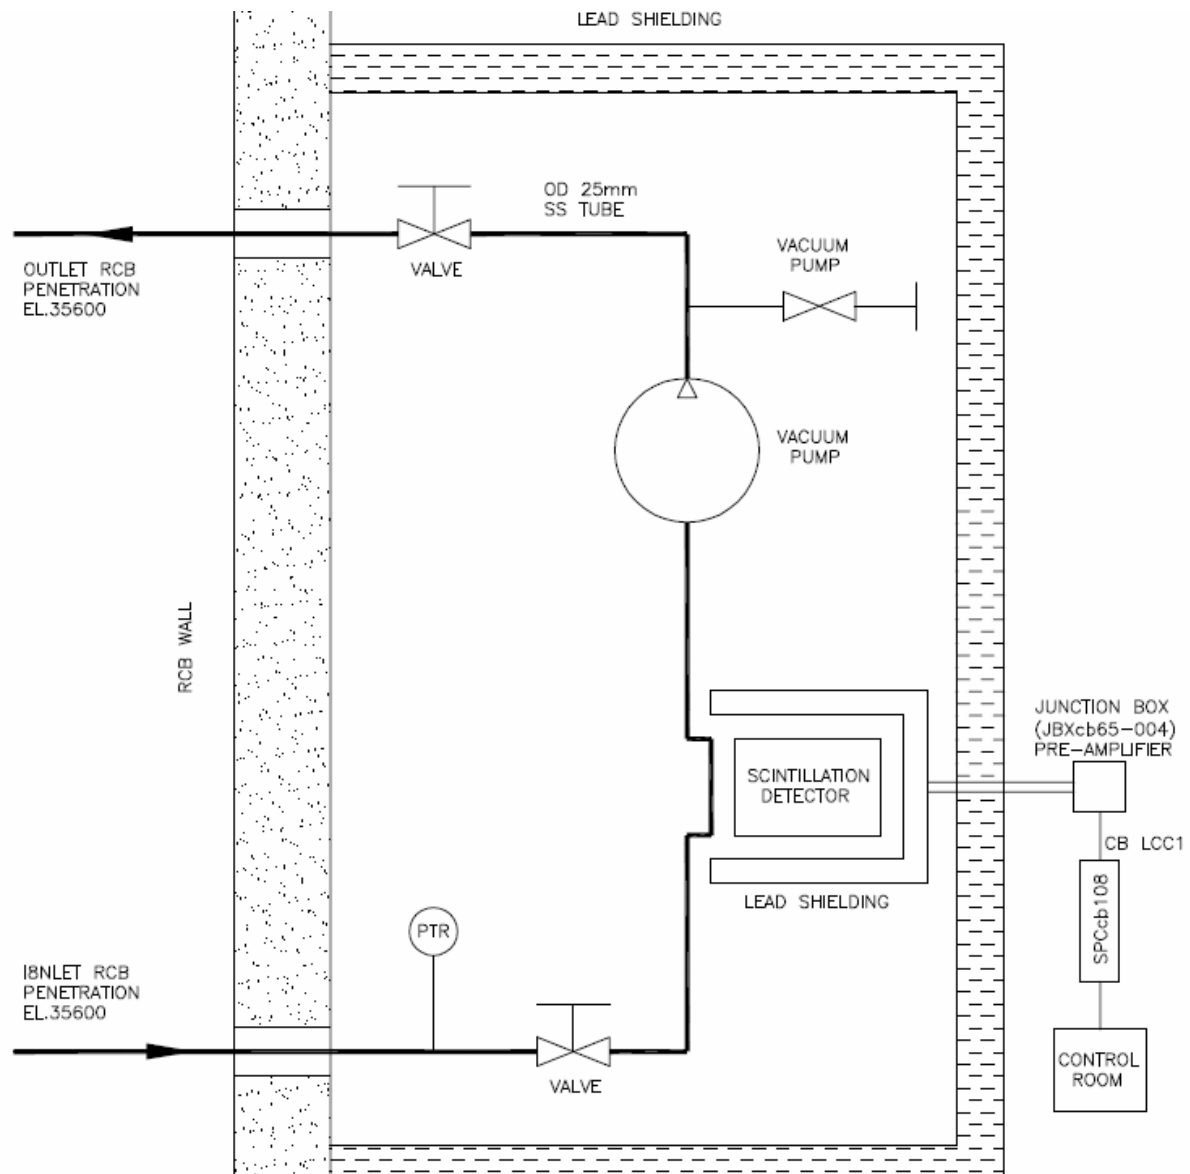 LEAD SHIELDING
OD 25mm
SS TUBE
VALVE
VACUUM
PUMP
OUTLET RCB
PENETRATION
EL.35600
VACUUM
PUMP
RCB WALL
JUNCTION BOX
(JBXcb65-004)
PRE-AMPLIFIER
SCINTILLATION
DETECTOR
CB LCC1
LEAD SHIELDING
SPCcb108
PTR
I8NLET RCB
PENETRATION
EL.35600
VALVE
CONTROL
ROOM